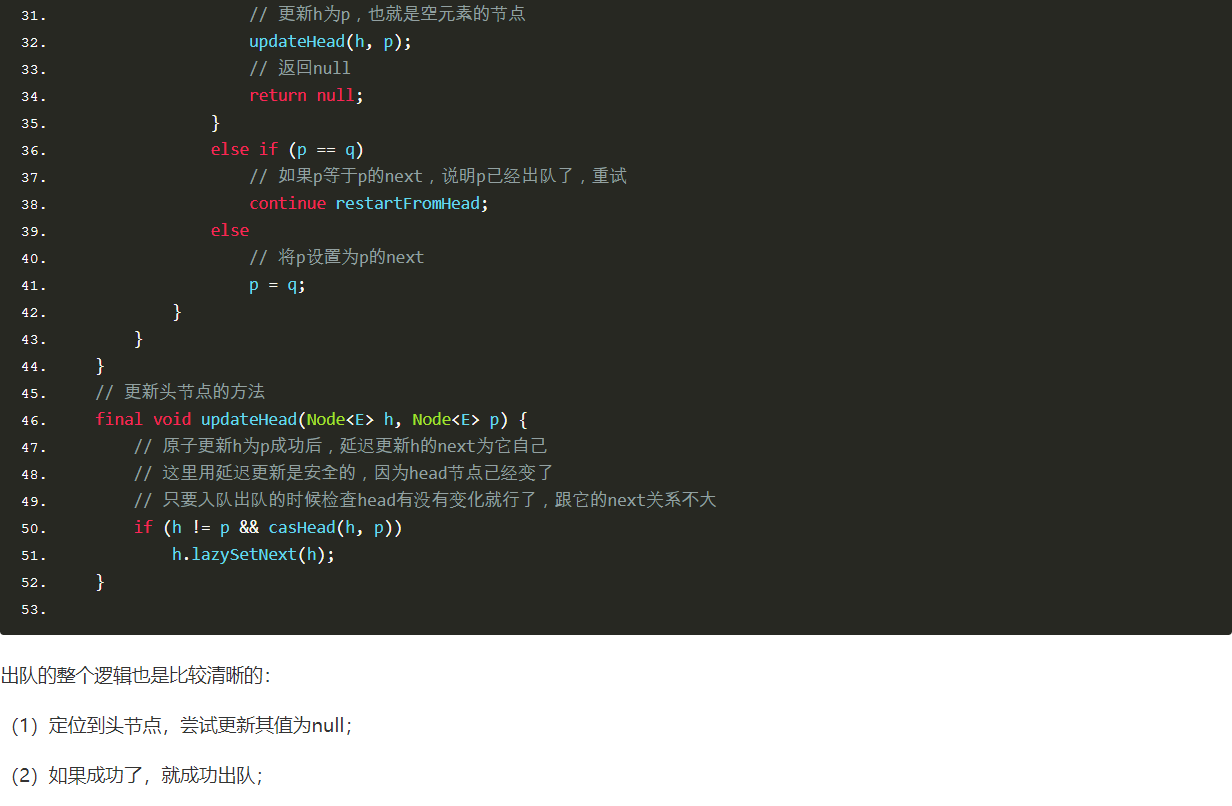 31. // 更新h为p，也就是空元素的节点
32. updateHead(h, p);
33. // 返回null
34. return null;
35. }
36. else if (p == q)
37. // 如果p等于p的next，说明p已经出队了，重试
38. continue restartFromHead;
39. else
40. // 将p设置为p的next
41. p = q;
42. }
43. }
44. }
45. // 更新头节点的方法
46. final void updateHead(Node<E> h, Node<E> p) {
47. // 原子更新h为p成功后，延迟更新h的next为它自己
48. // 这里用延迟更新是安全的，因为head节点已经变了
49. // 只要入队出队的时候检查head有没有变化就行了，跟它的next关系不大
50. if (h != p && casHead(h, p))
51. h.lazySetNext(h);
52. }
53.
出队的整个逻辑也是比较清晰的：
（1）定位到头节点，尝试更新其值为null；
（2）如果成功了，就成功出队；